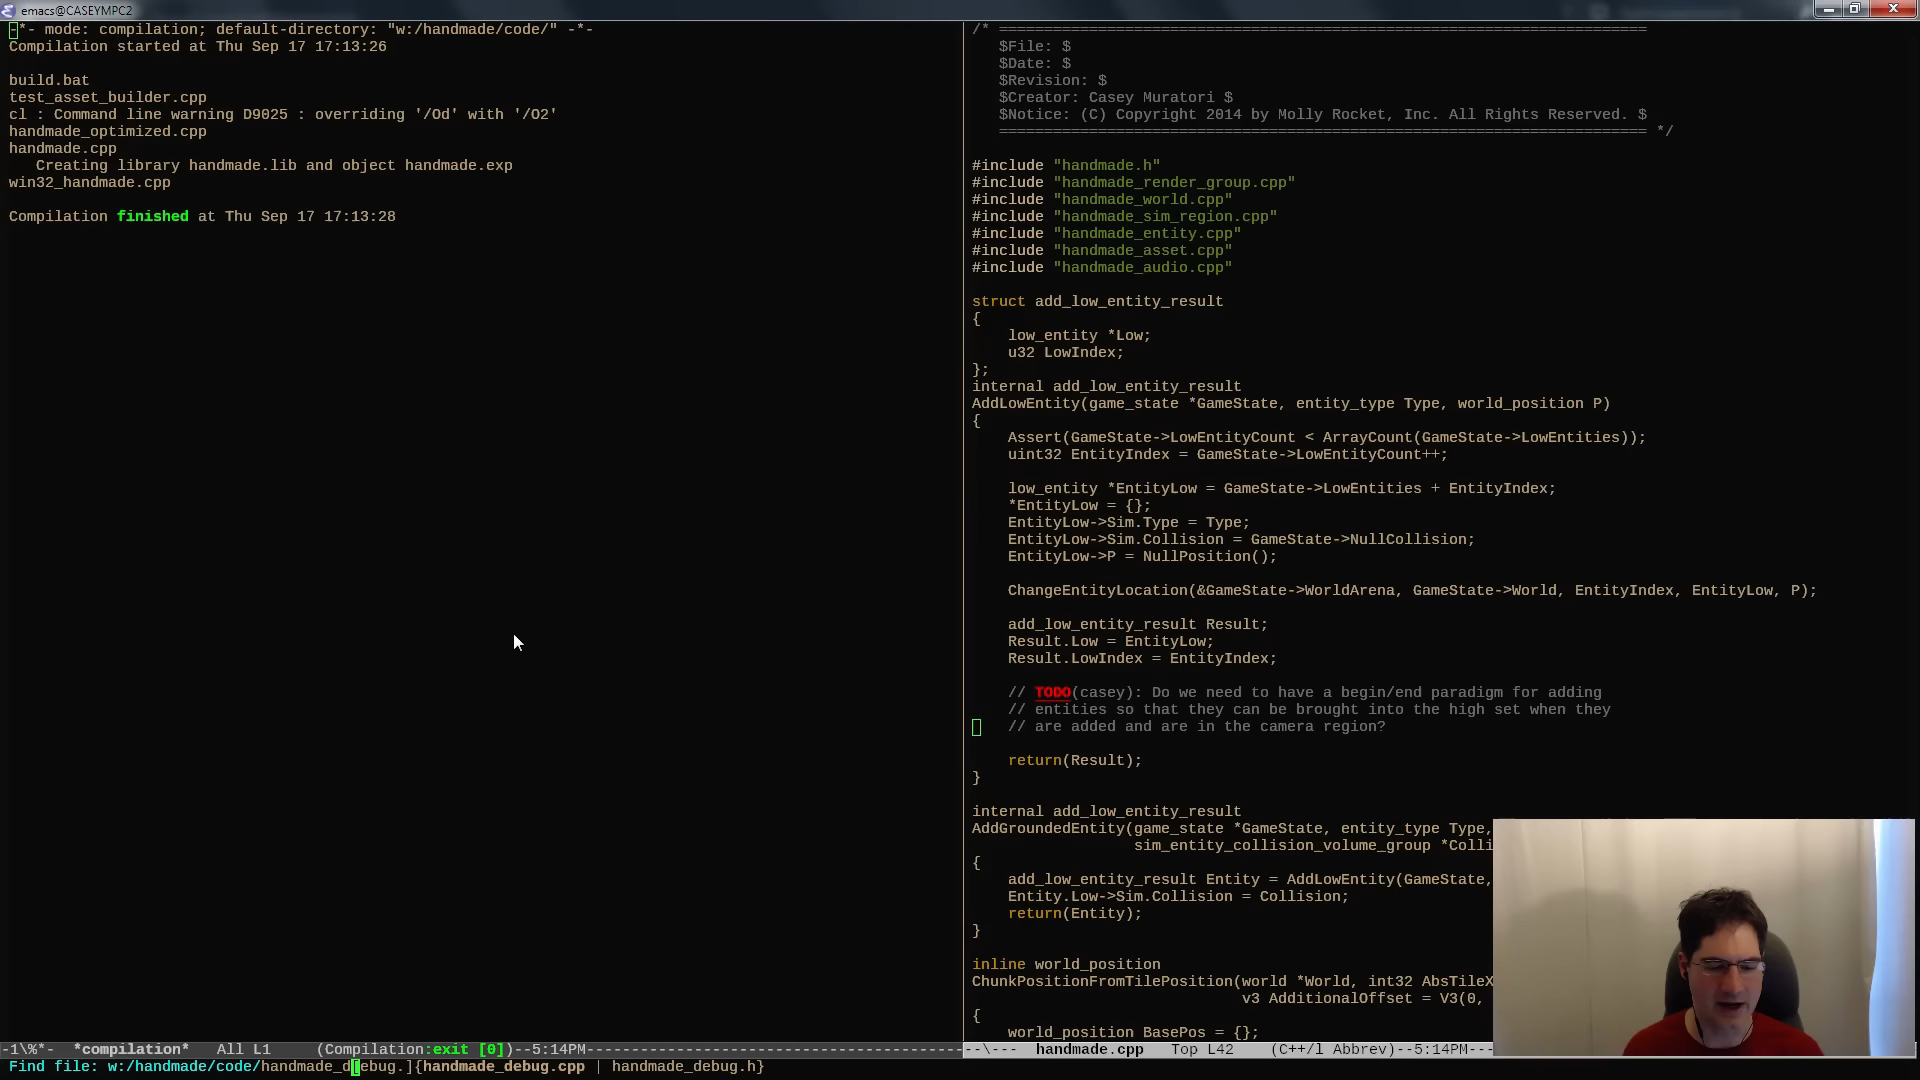 emacs@CASEYMPC2
-*- mode: compilation; default-directory: "w:/handmade/code/" -*-
Compilation started at Thu Sep 17 17:13:26
build.bat
test_asset_builder.cpp
cl : Command line warning D9025 : overriding '/Od' with '/O2'
handmade_optimized.cpp
handmade.cpp
   Creating library handmade.lib and object handmade.exp
win32_handmade.cpp
Compilation finished at Thu Sep 17 17:13:28
/* ========================================================================
   $File: $
   $Date: $
   $Revision: $
   $Creator: Casey Muratori $
   $Notice: (C) Copyright 2014 by Molly Rocket, Inc. All Rights Reserved. $
   ======================================================================== */
#include "handmade.h"
#include "handmade_render_group.cpp"
#include "handmade_world.cpp"
#include "handmade_sim_region.cpp"
#include "handmade_entity.cpp"
#include "handmade_asset.cpp"
#include "handmade_audio.cpp"
struct add_low_entity_result
{
    low_entity *Low;
    u32 LowIndex;
};
internal add_low_entity_result
AddLowEntity(game_state *GameState, entity_type Type, world_position P)
{
    Assert(GameState->LowEntityCount < ArrayCount(GameState->LowEntities));
    uint32 EntityIndex = GameState->LowEntityCount++;
    low_entity *EntityLow = GameState->LowEntities + EntityIndex;
    *EntityLow = {};
    EntityLow->Sim.Type = Type;
    EntityLow->Sim.Collision = GameState->NullCollision;
    EntityLow->P = NullPosition();
    ChangeEntityLocation(&GameState->WorldArena, GameState->World, EntityIndex, EntityLow, P);
    add_low_entity_result Result;
    Result.Low = EntityLow;
    Result.LowIndex = EntityIndex;
    // TODO(casey): Do we need to have a begin/end paradigm for adding
    // entities so that they can be brought into the high set when they
    // are added and are in the camera region?
    return(Result);
}
internal add_low_entity_result
AddGroundedEntity(game_state *GameState, entity_type Type,
                  sim_entity_collision_volume_group *Colli
{
    add_low_entity_result Entity = AddLowEntity(GameState,
    Entity.Low->Sim.Collision = Collision;
    return(Entity);
}
inline world_position
ChunkPositionFromTilePosition(world *World, int32 AbsTileX
                              v3 AdditionalOffset = V3(0,
{
    world_position BasePos = {};
-1\%*-  *compilation*   All L1     (Compilation:exit [0])--5:14PM-----------------------------------------
--\---  handmade.cpp   Top L42    (C++/l Abbrev)--5:14PM---
Find file: w:/handmade/code/handmade_d[ebug.]{handmade_debug.cpp | handmade_debug.h}